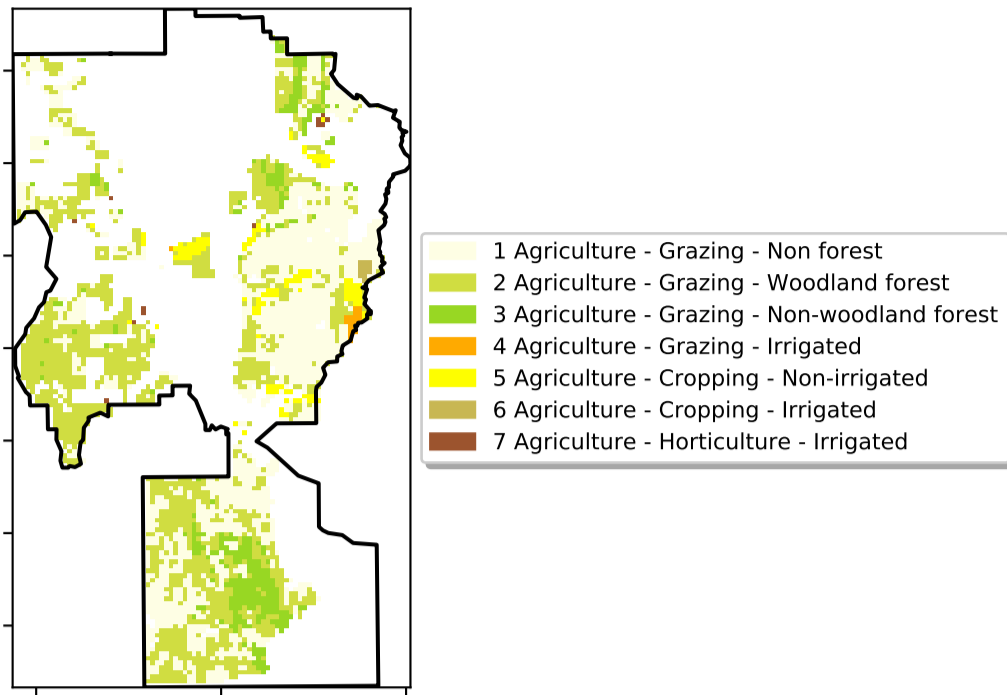 1 Agriculture - Grazing - Non forest
2 Agriculture - Grazing - Woodland forest
3 Agriculture - Grazing - Non-woodland forest
4 Agriculture - Grazing - Irrigated
5 Agriculture - Cropping - Non-irrigated
6 Agriculture - Cropping - Irrigated
7 Agriculture - Horticulture - Irrigated